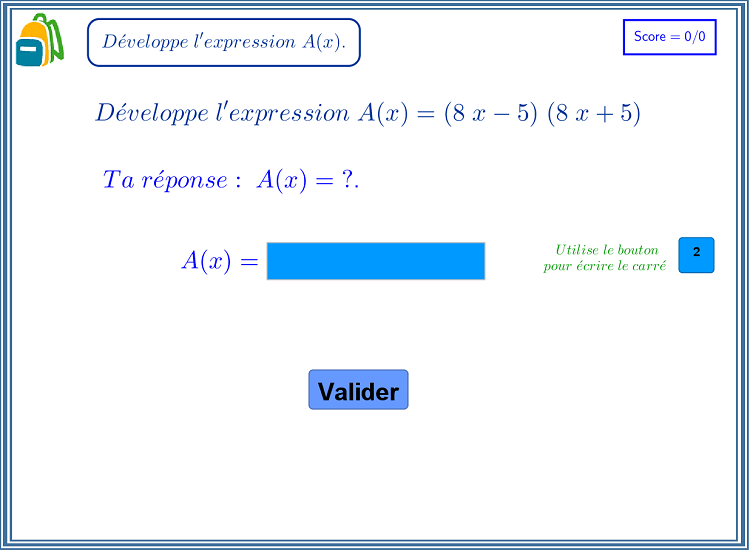 Développe l'expression A(x).
Score = 0/0
Développe l'expression A(x) = (8 x − 5) (8 x + 5)
Ta réponse : A(x) = ?.
A(x) =
Utilise le bouton
pour écrire le carré
2
Valider